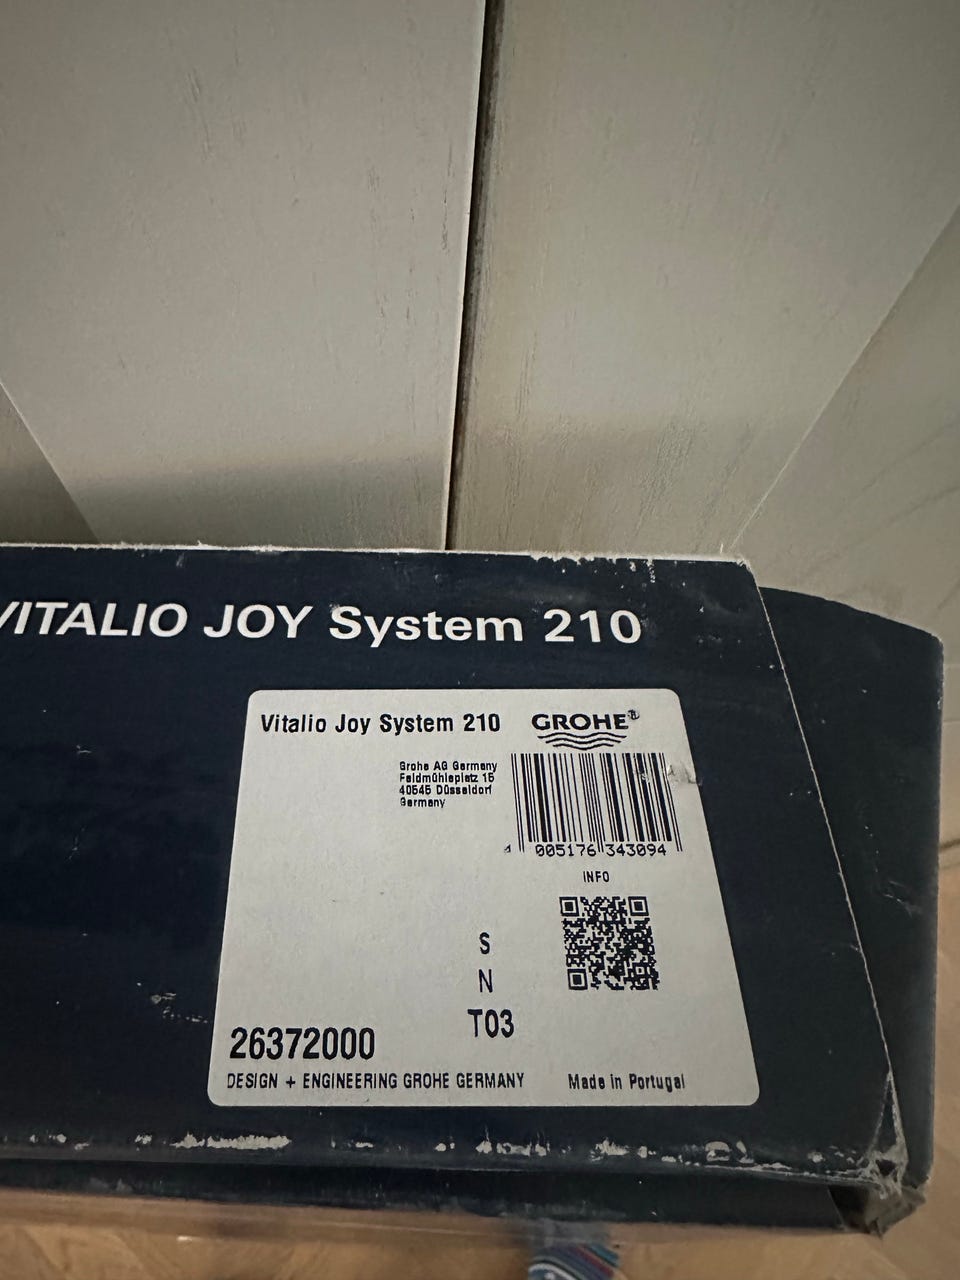 VITALIO JOY System 210
Vitalio Joy System 210
GROHE®
Grohe AG Germany
Feldmühleplatz 15
40545 Düsseldorf
Germany
4 005176 343094
INFO
S
N
T03
26372000
DESIGN + ENGINEERING GROHE GERMANY
Made in Portugal